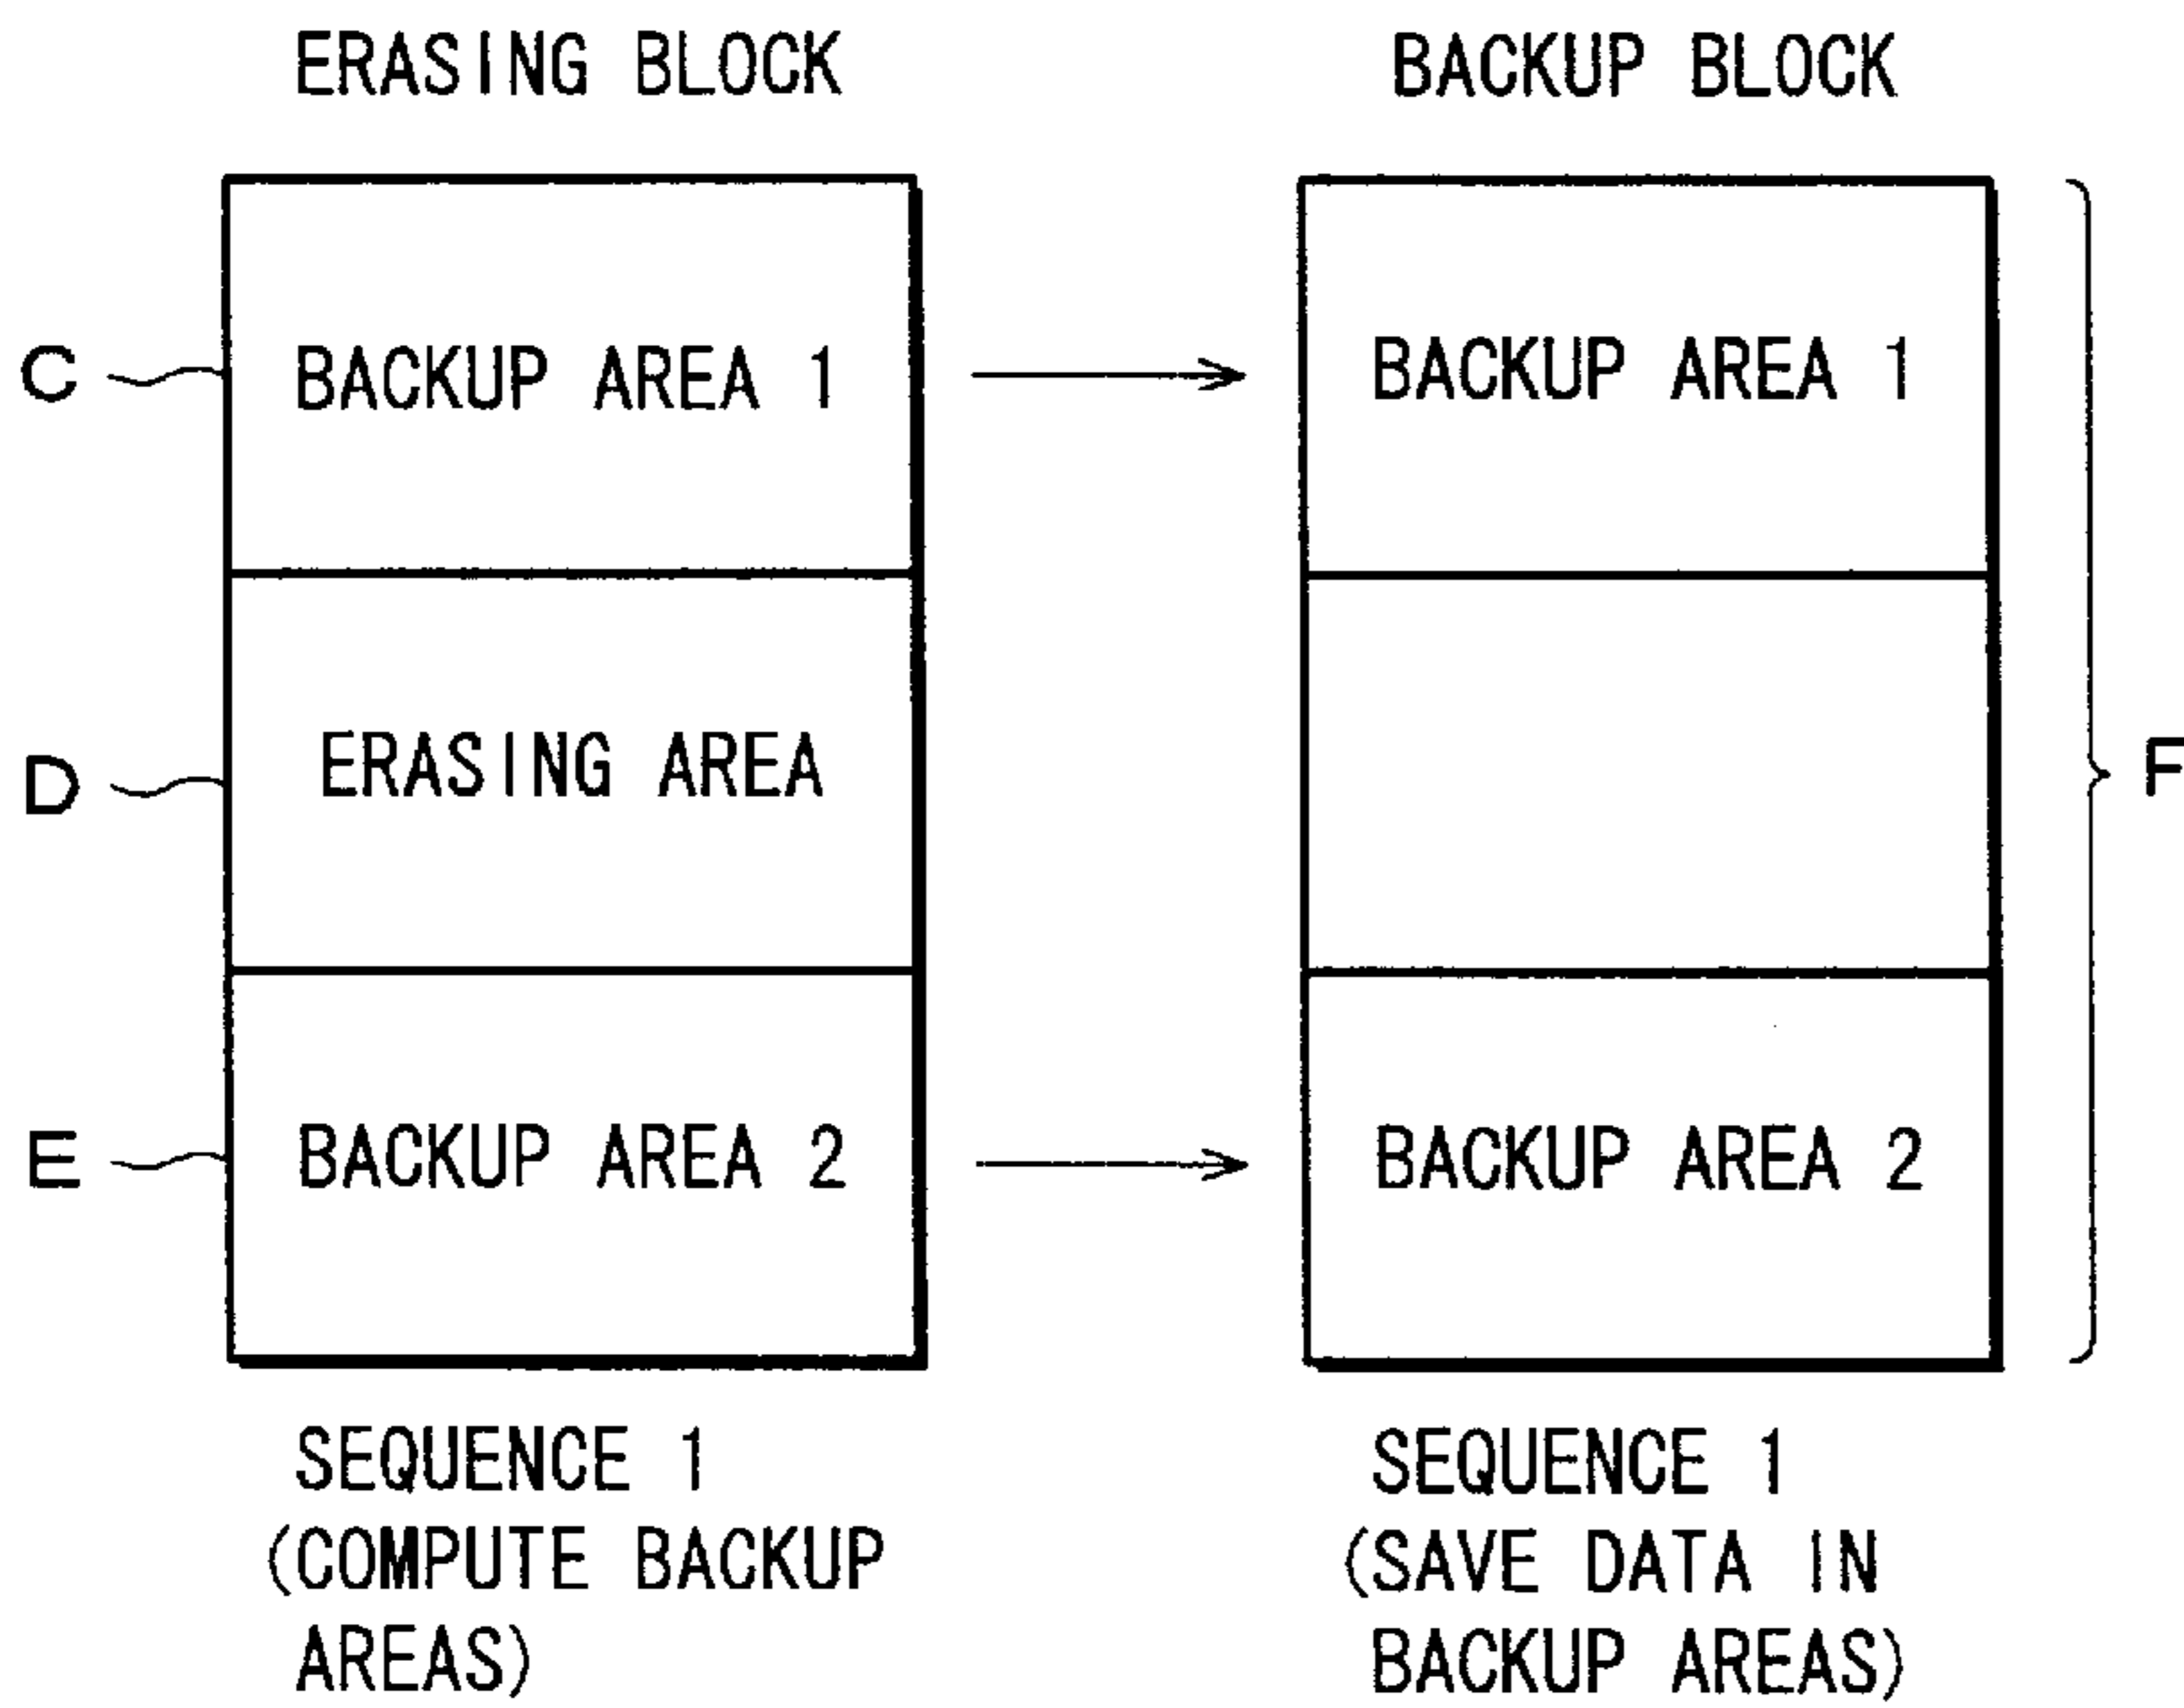 ERASING BLOCK
BACKUP BLOCK
C
BACKUP AREA 1
BACKUP AREA 1
D
ERASING AREA
F
E
BACKUP AREA 2
BACKUP AREA 2
SEQUENCE 1
(COMPUTE BACKUP
AREAS)
SEQUENCE 1
(SAVE DATA IN
BACKUP AREAS)